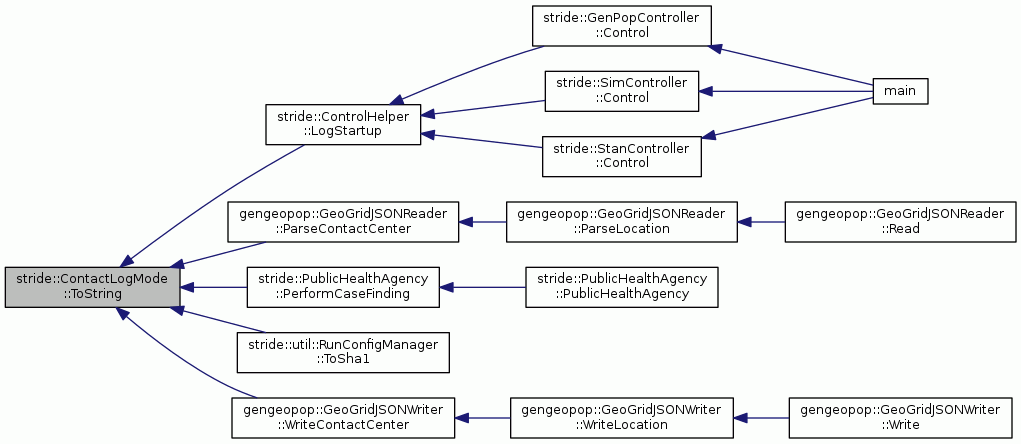 stride::GenPopController
::Control
stride::SimController
::Control
main
stride::ControlHelper
::LogStartup
stride::StanController
::Control
gengeopop::GeoGridJSONReader
::ParseContactCenter
gengeopop::GeoGridJSONReader
::ParseLocation
gengeopop::GeoGridJSONReader
::Read
stride::ContactLogMode
::ToString
stride::PublicHealthAgency
::PerformCaseFinding
stride::PublicHealthAgency
::PublicHealthAgency
stride::util::RunConfigManager
::ToSha1
gengeopop::GeoGridJSONWriter
::WriteContactCenter
gengeopop::GeoGridJSONWriter
::WriteLocation
gengeopop::GeoGridJSONWriter
::Write